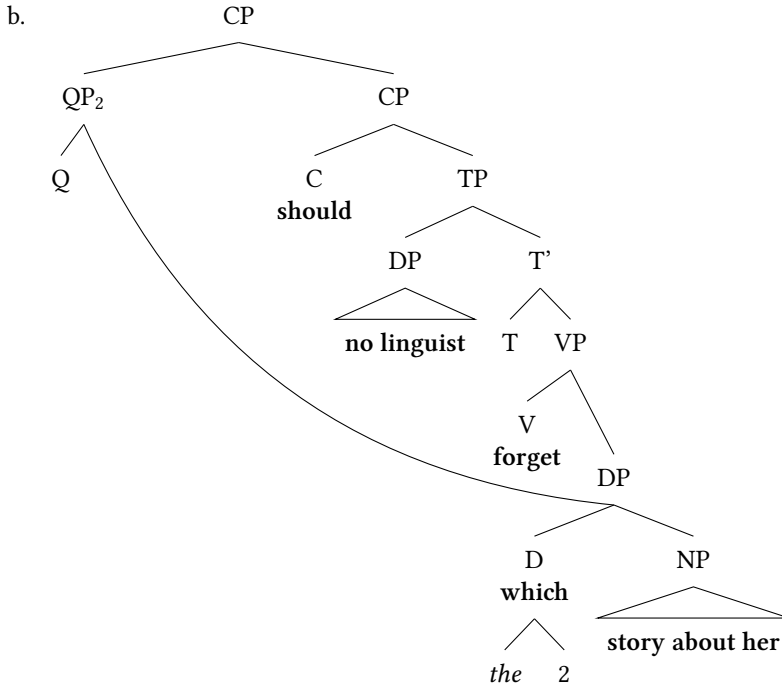 b.
CP
QP₂ CP
Q C TP
should
DP T’
no linguist T VP
V
forget
DP
D NP
which
story about her
the 2